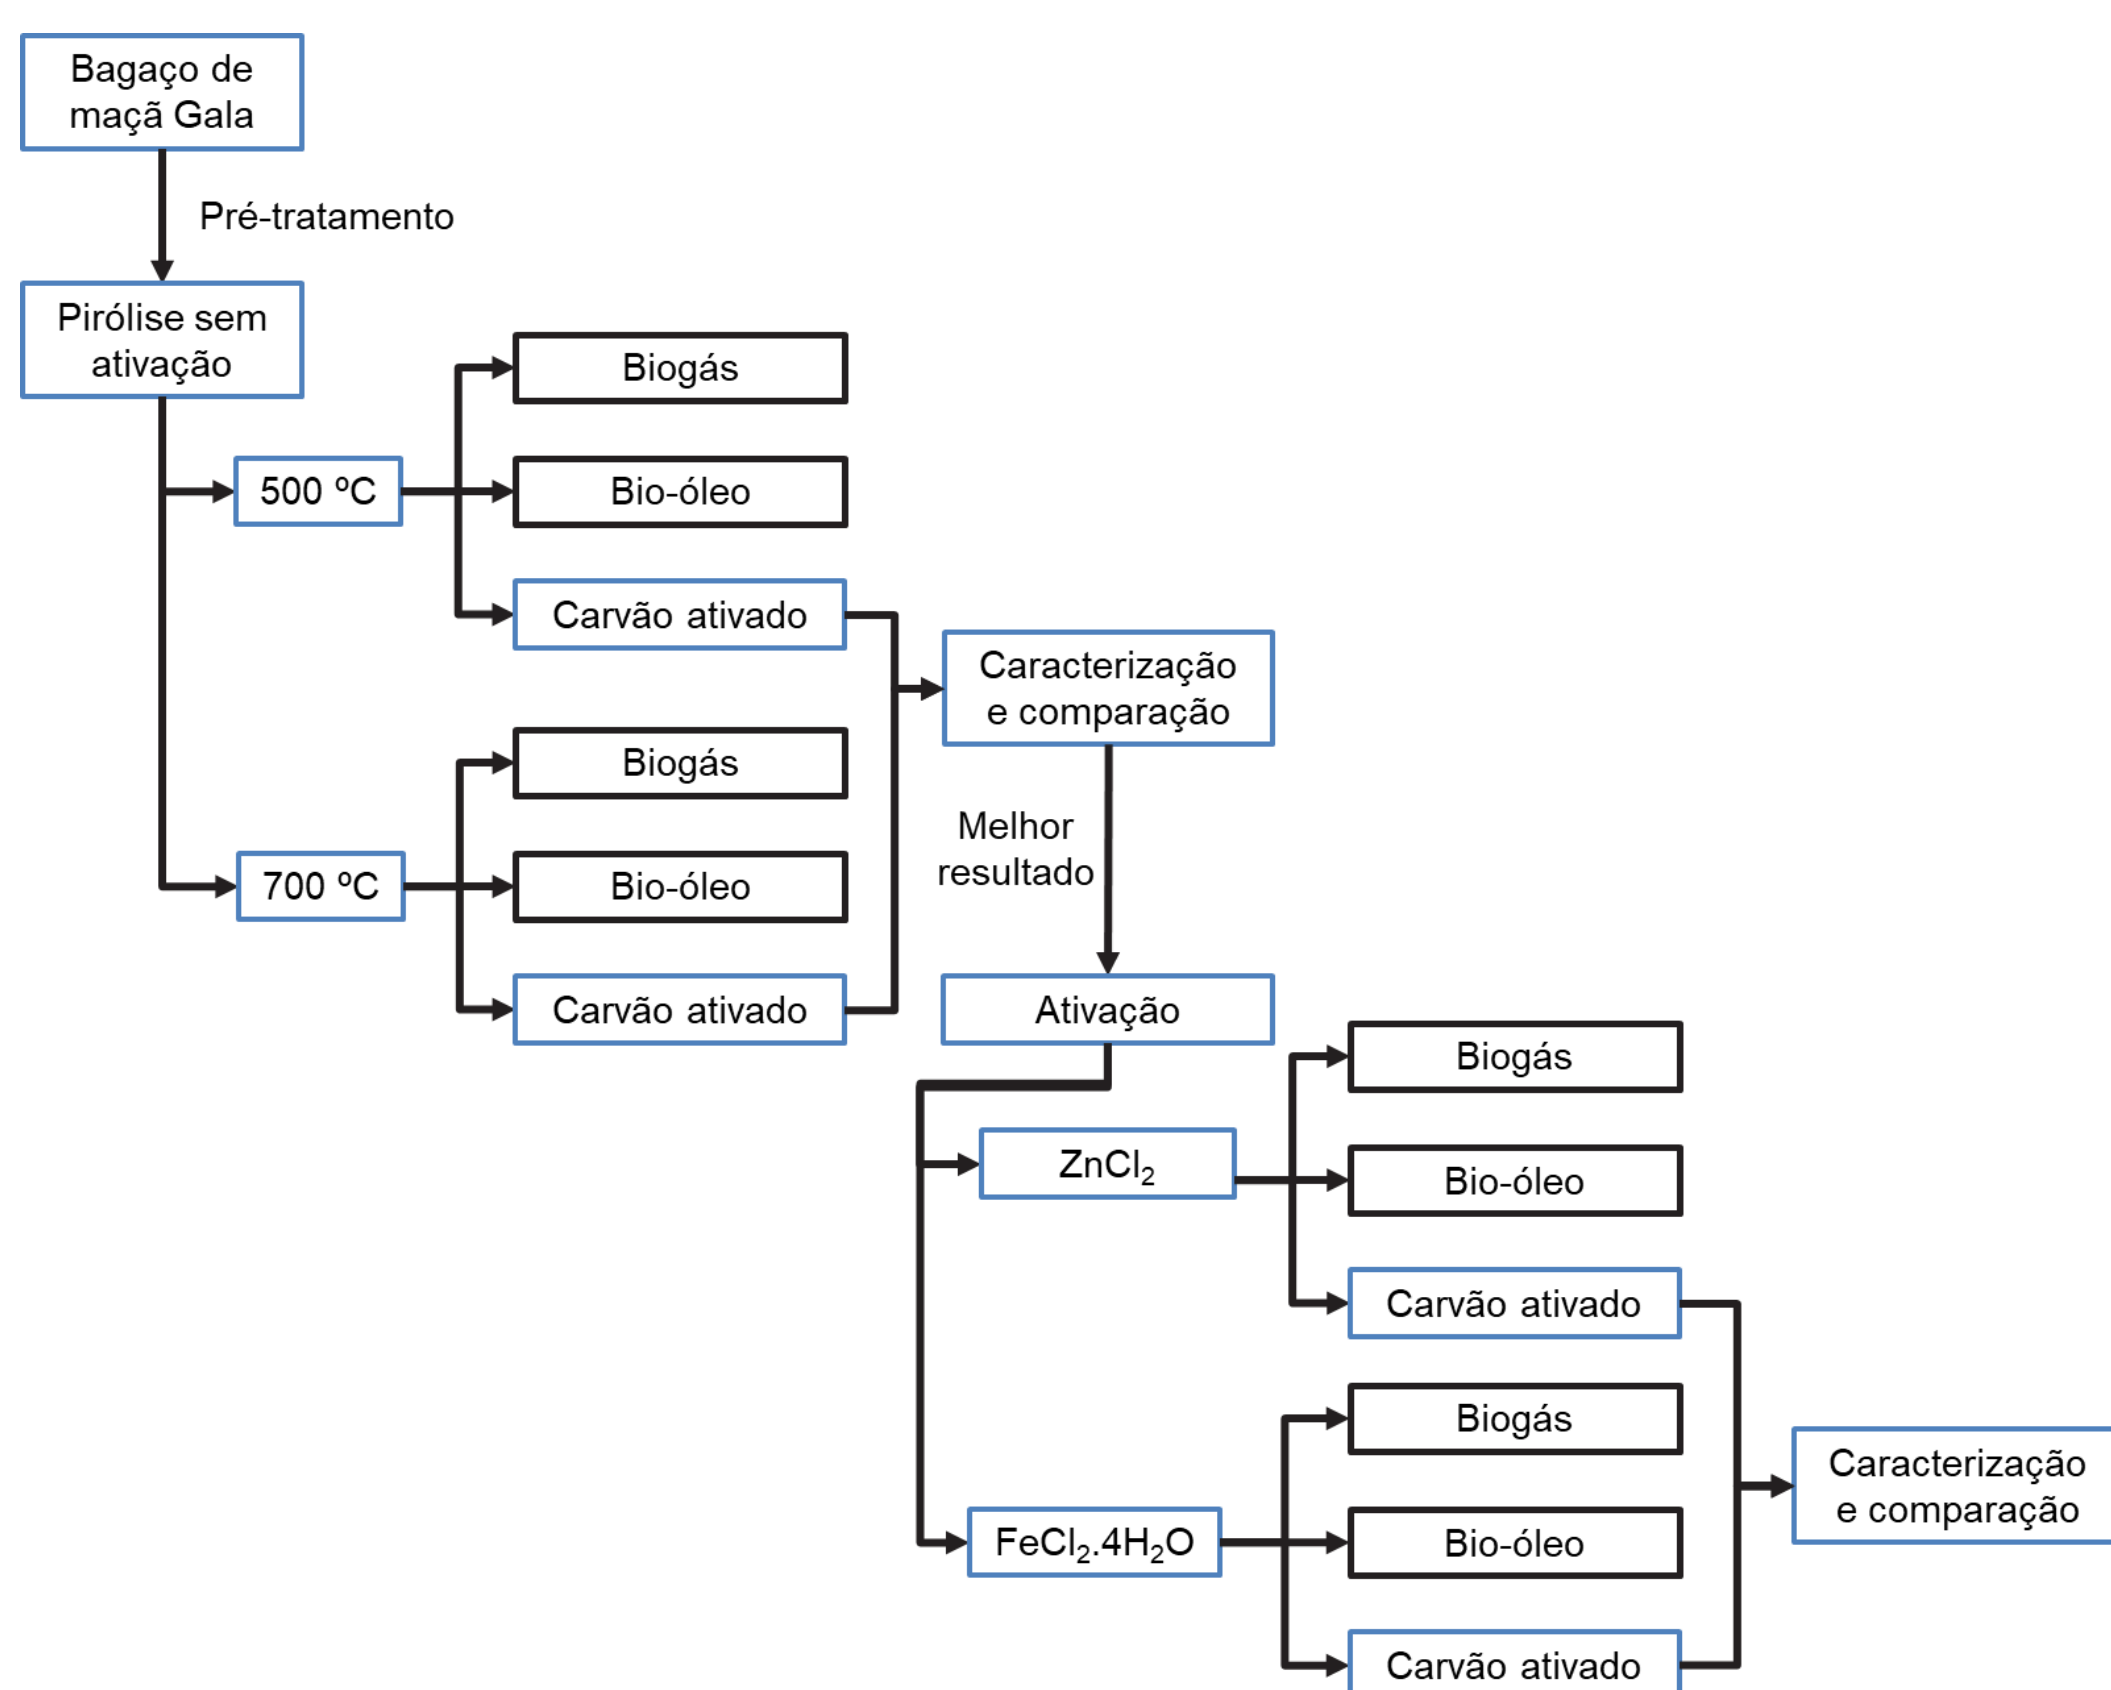 Bagaço de
maçã Gala
Pré-tratamento
Pirólise sem
ativação
500 ºC
Biogás
Bio-óleo
Carvão ativado
700 ºC
Biogás
Bio-óleo
Carvão ativado
Caracterização
e comparação
Melhor
resultado
Ativação
ZnCl₂
Biogás
Bio-óleo
Carvão ativado
FeCl₂.4H₂O
Biogás
Bio-óleo
Carvão ativado
Caracterização
e comparação